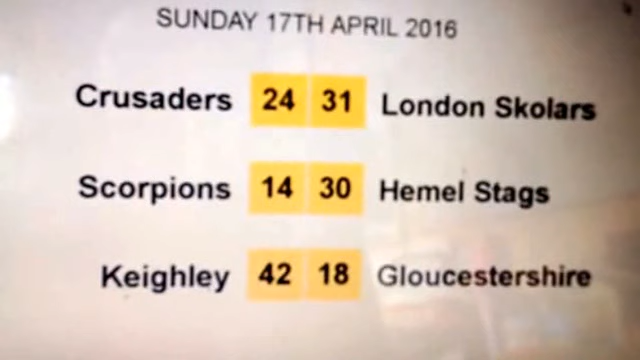 SUNDAY 17TH APRIL 2016
Crusaders 24 31 London Skolars
Scorpions 14 30 Hemel Stags
Keighley 42 18 Gloucestershire